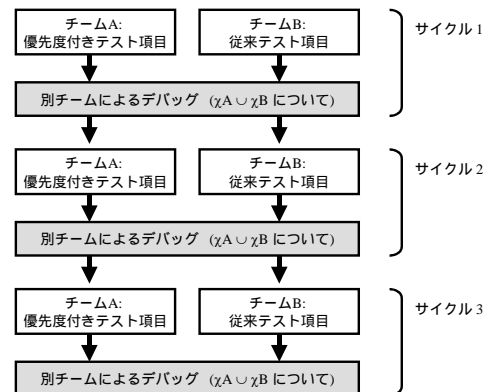 チームA:
優先度付きテスト項目
チームB:
従来テスト項目
サイクル 1
別チームによるデバッグ (χA ∪ χB について)
チームA:
優先度付きテスト項目
チームB:
従来テスト項目
サイクル 2
別チームによるデバッグ (χA ∪ χB について)
チームA:
優先度付きテスト項目
チームB:
従来テスト項目
サイクル 3
別チームによるデバッグ (χA ∪ χB について)